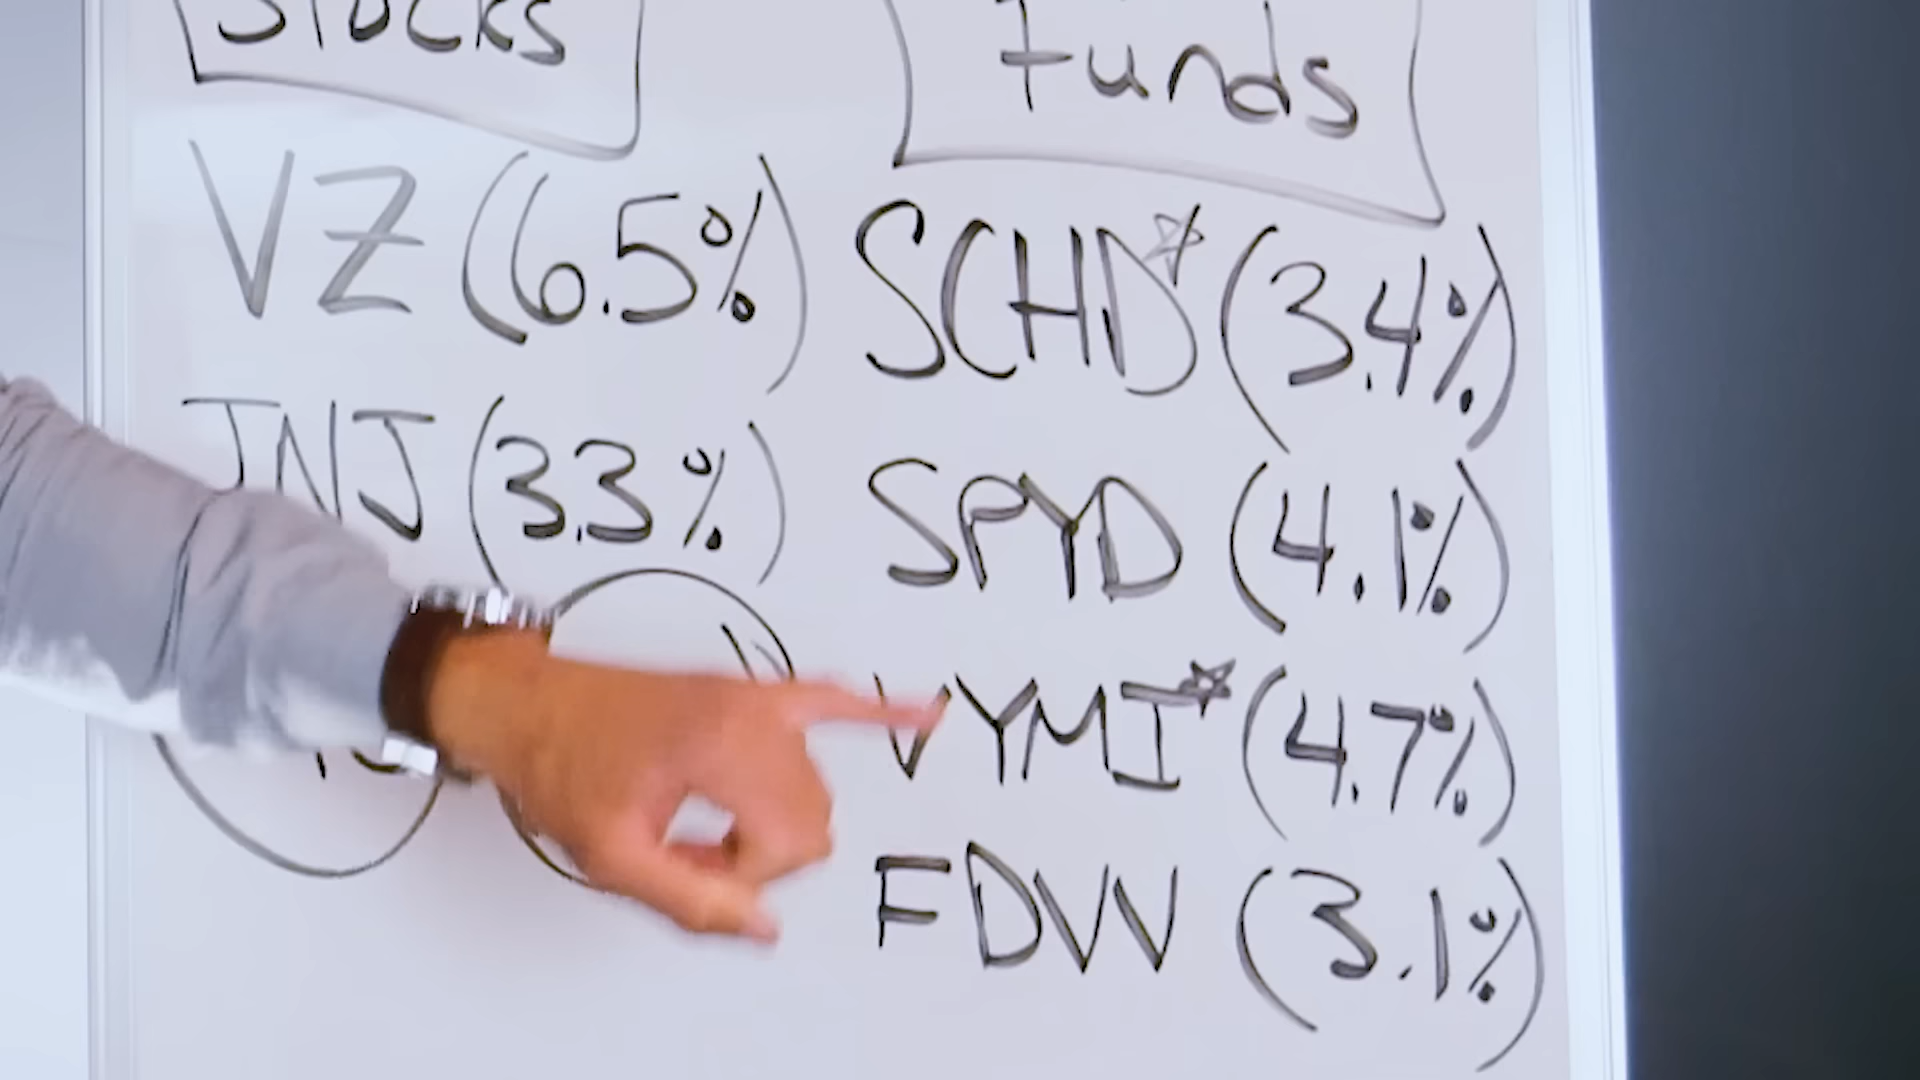 Stocks
VZ (6.5%)
JNJ (3.3%)
Funds
SCHD☆ (3.4%)
SPYD (4.1%)
VYMI☆ (4.7%)
FDVV (3.1%)